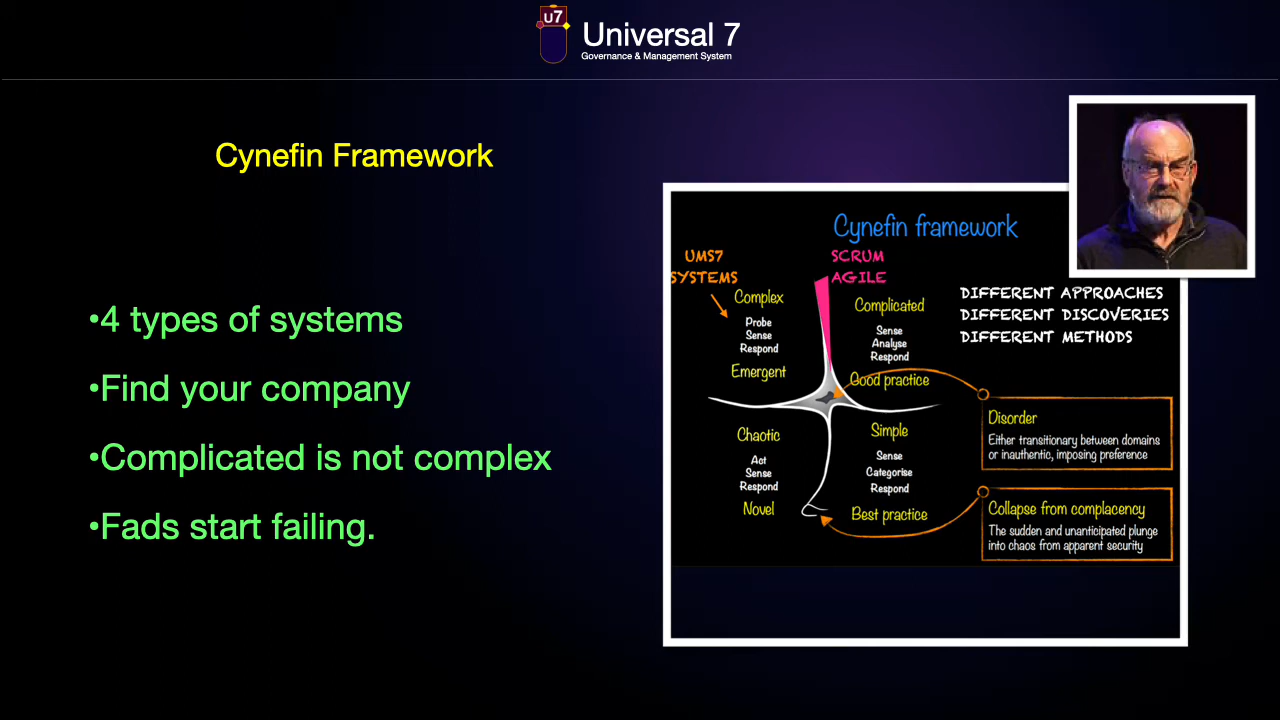 U7
Universal 7
Governance & Management System
Cynefin Framework
•4 types of systems
•Find your company
•Complicated is not complex
•Fads start failing.
Cynefin framework
UMS7
SYSTEMS
SCRUM
AGILE
Complex
Probe
Sense
Respond
Emergent
Complicated
Sense
Analyse
Respond
Good practice
DIFFERENT APPROACHES
DIFFERENT DISCOVERIES
DIFFERENT METHODS
Chaotic
Act
Sense
Respond
Novel
Simple
Sense
Categorise
Respond
Best practice
Disorder
Either transitionary between domains
or inauthentic, imposing preference
Collapse from complacency
The sudden and unanticipated plunge
into chaos from apparent security